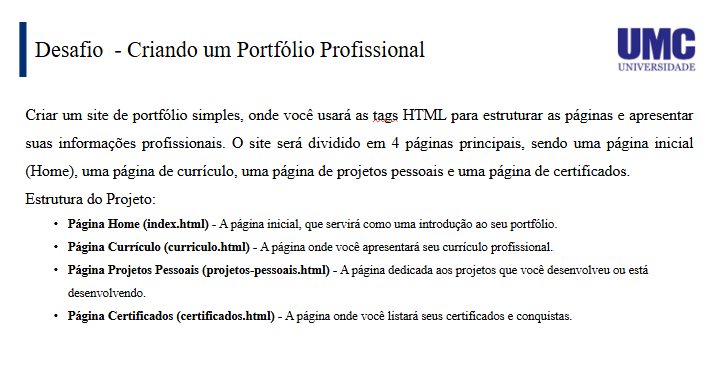 Desafio - Criando um Portfólio Profissional
UMC
UNIVERSIDADE
Criar um site de portfólio simples, onde você usará as tags HTML para estruturar as páginas e apresentar
suas informações profissionais. O site será dividido em 4 páginas principais, sendo uma página inicial
(Home), uma página de currículo, uma página de projetos pessoais e uma página de certificados.
Estrutura do Projeto:
• Página Home (index.html) - A página inicial, que servirá como uma introdução ao seu portfólio.
• Página Currículo (curriculo.html) - A página onde você apresentará seu currículo profissional.
• Página Projetos Pessoais (projetos-pessoais.html) - A página dedicada aos projetos que você desenvolveu ou está
desenvolvendo.
• Página Certificados (certificados.html) - A página onde você listará seus certificados e conquistas.